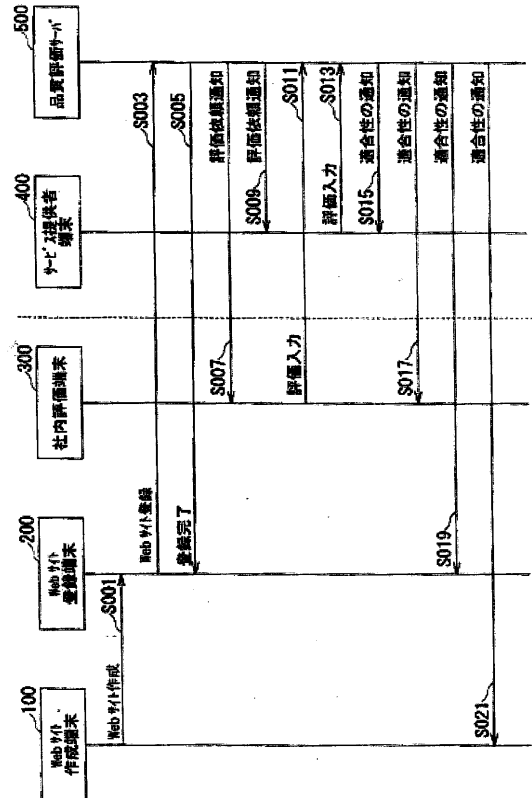 100
Webサイト
作成端末
200
Webサイト
登録端末
300
社内評価端末
400
サービス提供者
端末
500
品質評価サーバ
Webサイト作成
S001
Webサイト登録
S003
登録完了
S005
S007
評価依頼通知
S009
評価依頼通知
評価入力
S011
評価入力
S013
S015
適合性の通知
S017
適合性の通知
S019
適合性の通知
S021
適合性の通知